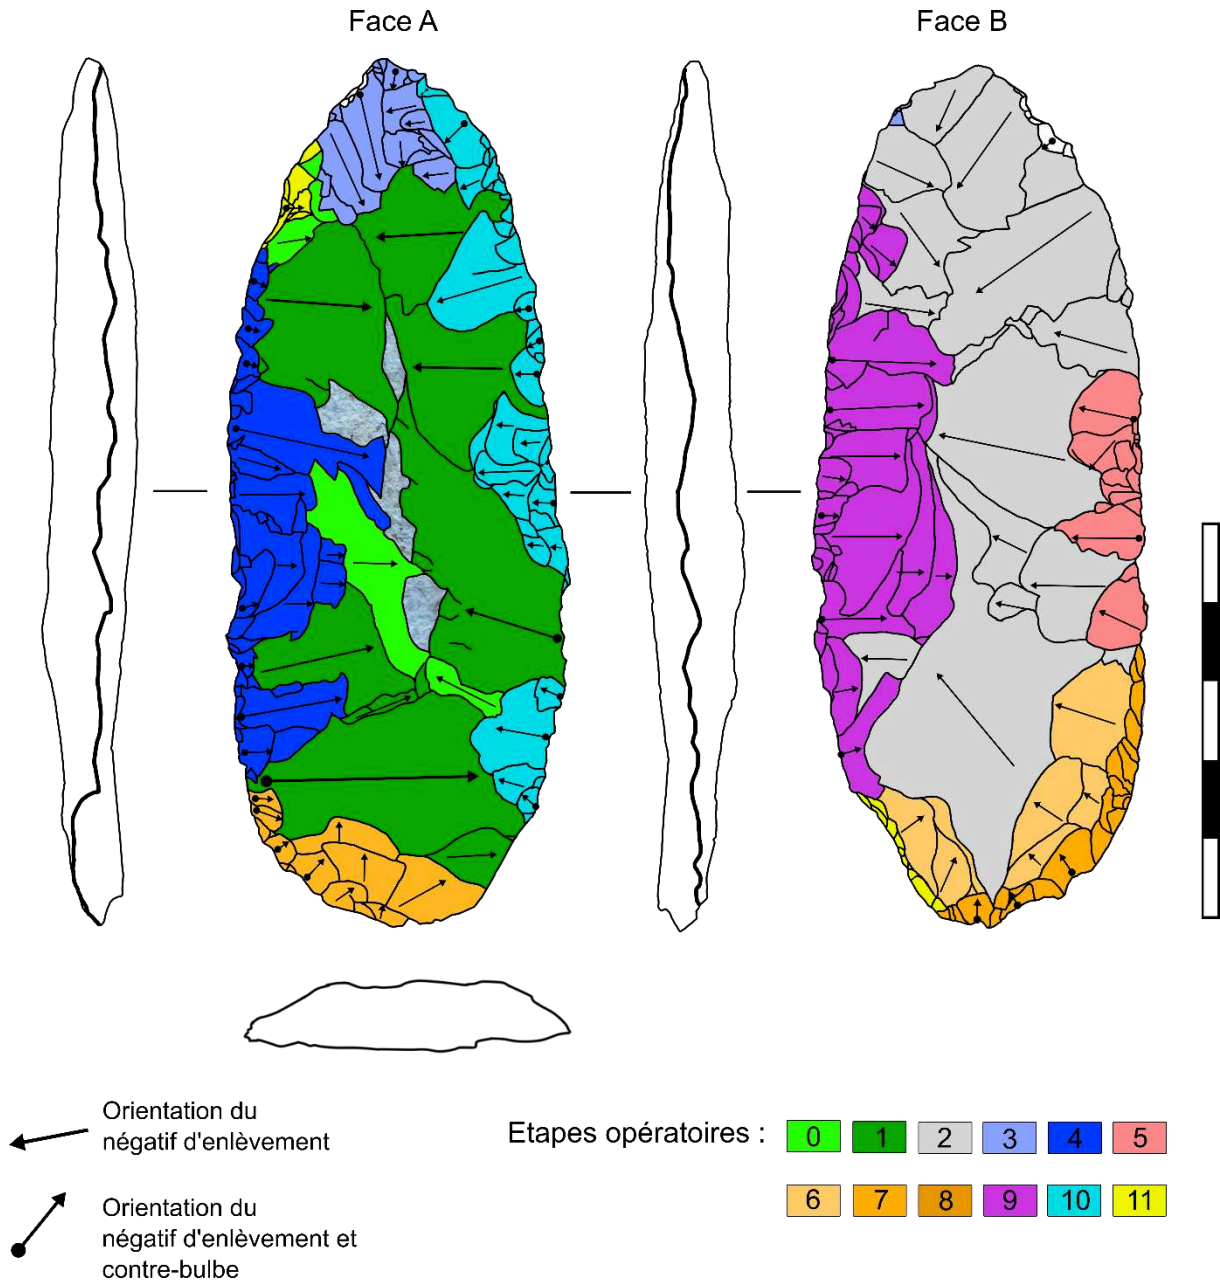 Face A
Face B
Orientation du
négatif d'enlèvement
Orientation du
négatif d'enlèvement et
contre-bulbe
Etapes opératoires :
0 1 2 3 4 5
6 7 8 9 10 11